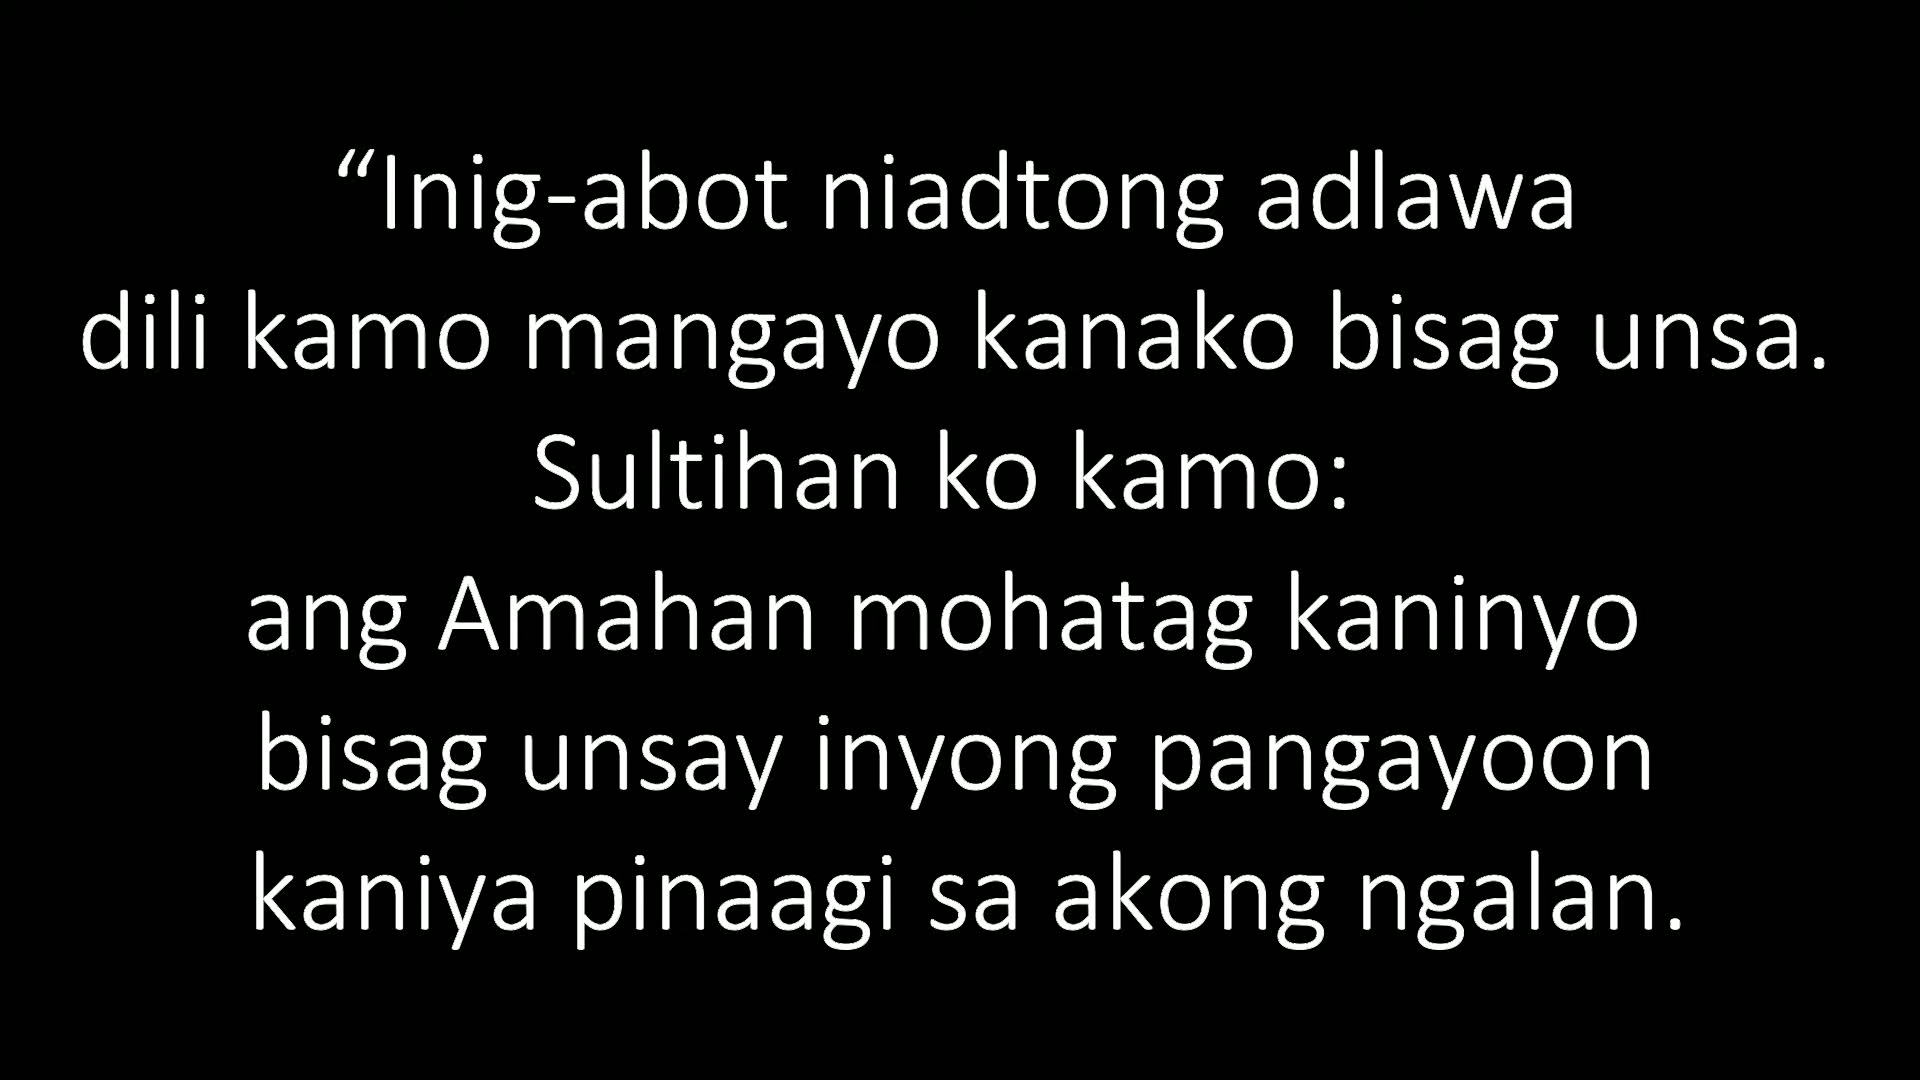 “Inig-abot niadtong adlawa
dili kamo mangayo kanako bisag unsa.
Sultihan ko kamo:
ang Amahan mohatag kaninyo
bisag unsay inyong pangayoon
kaniya pinaagi sa akong ngalan.